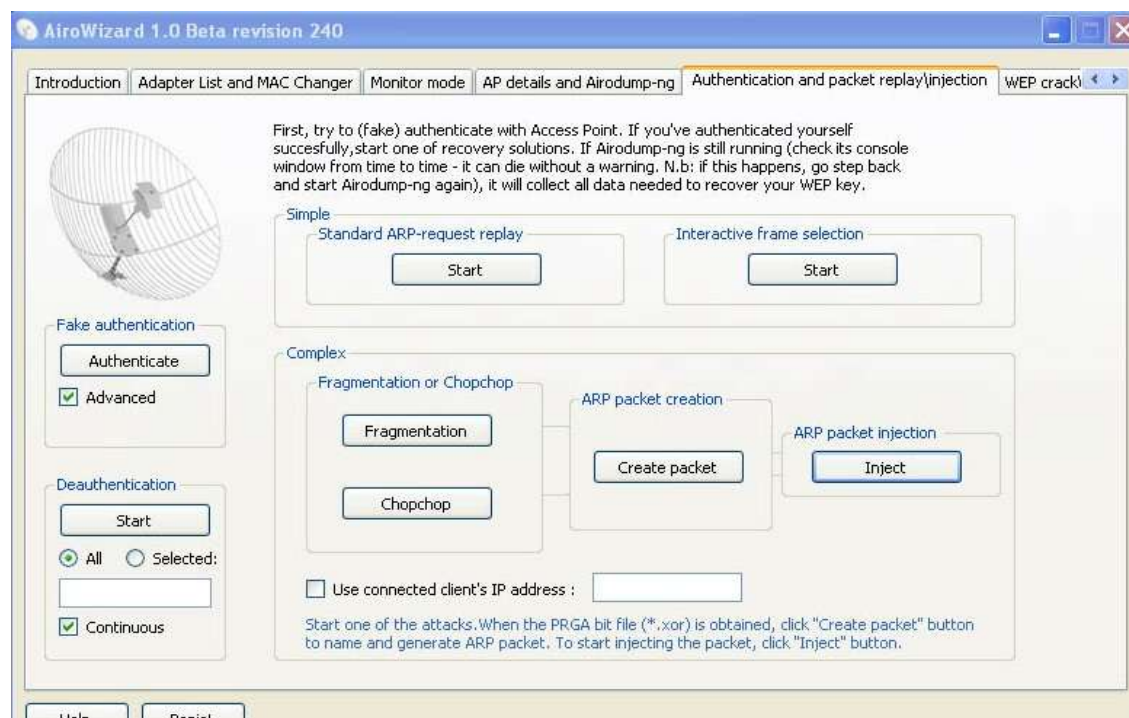 AiroWizard 1.0 Beta revision 240
Introduction
Adapter List and MAC Changer
Monitor mode
AP details and Airodump-ng
Authentication and packet replay\injection
WEP crack\
First, try to (fake) authenticate with Access Point. If you've authenticated yourself
succesfully,start one of recovery solutions. If Airodump-ng is still running (check its console
window from time to time - it can die without a warning. N.b: if this happens, go step back
and start Airodump-ng again), it will collect all data needed to recover your WEP key.
Simple
Standard ARP-request replay
Start
Interactive frame selection
Start
Fake authentication
Authenticate
Advanced
Deauthentication
Start
All
Selected:
Continuous
Complex
Fragmentation or Chopchop
Fragmentation
Chopchop
ARP packet creation
Create packet
ARP packet injection
Inject
Use connected client's IP address :
Start one of the attacks.When the PRGA bit file (*.xor) is obtained, click "Create packet" button
to name and generate ARP packet. To start injecting the packet, click "Inject" button.
Help